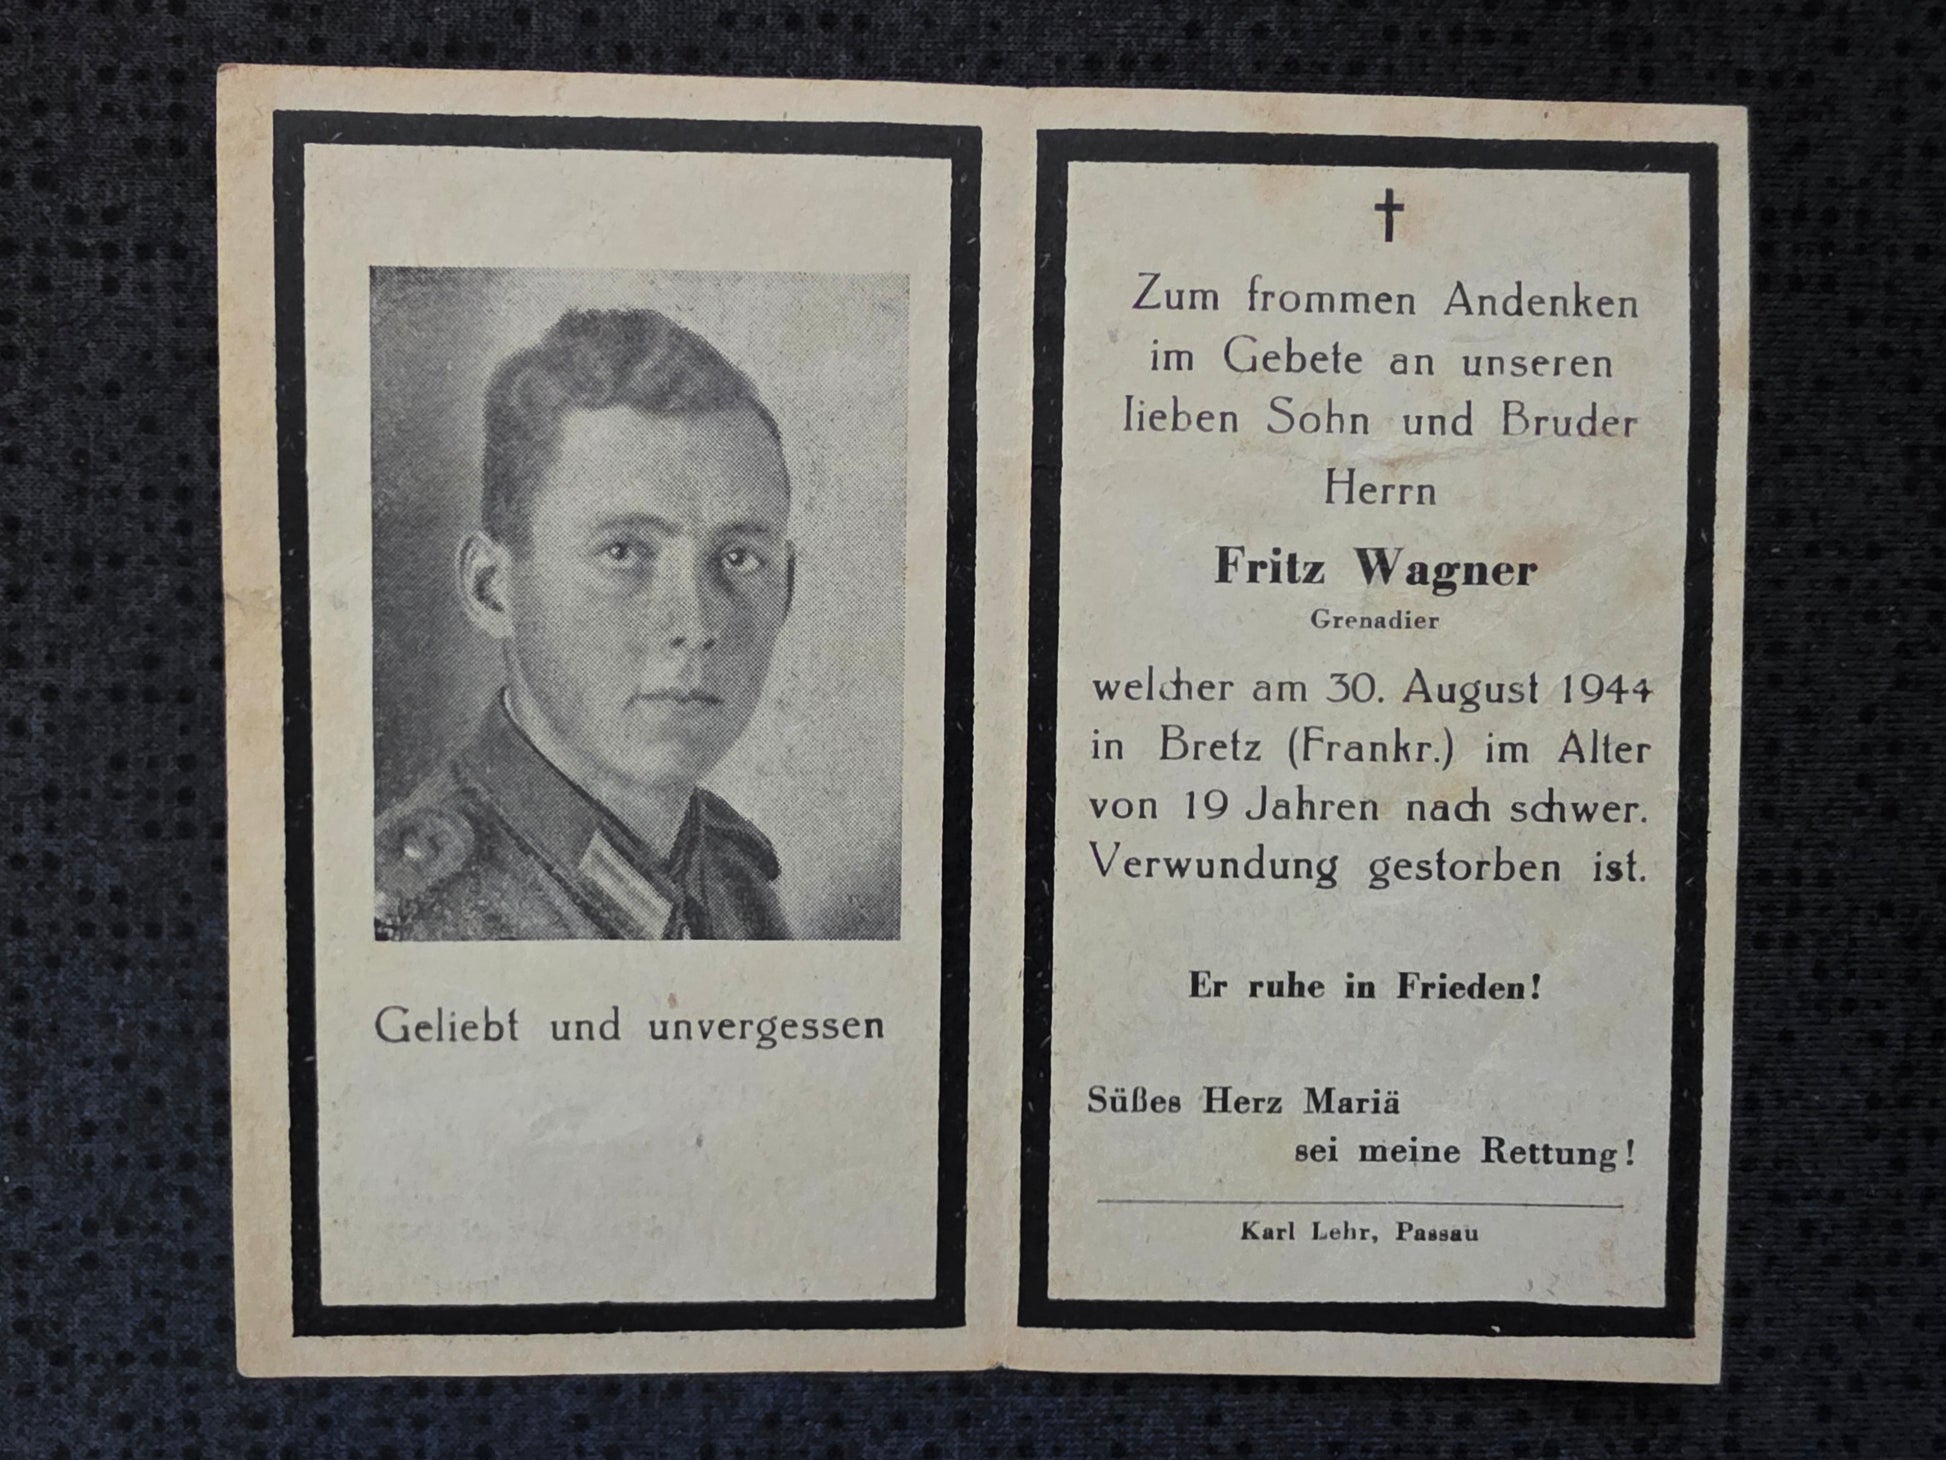 Geliebt und unvergessen
Zum frommen Andenken
im Gebete an unseren
lieben Sohn und Bruder
Herrn
Fritz Wagner
Grenadier
welcher am 30. August 1944
in Bretz (Frankr.) im Alter
von 19 Jahren nach schwer.
Verwundung gestorben ist.
Er ruhe in Frieden!
Süßes Herz Mariä
sei meine Rettung!
Karl Lehr, Passau